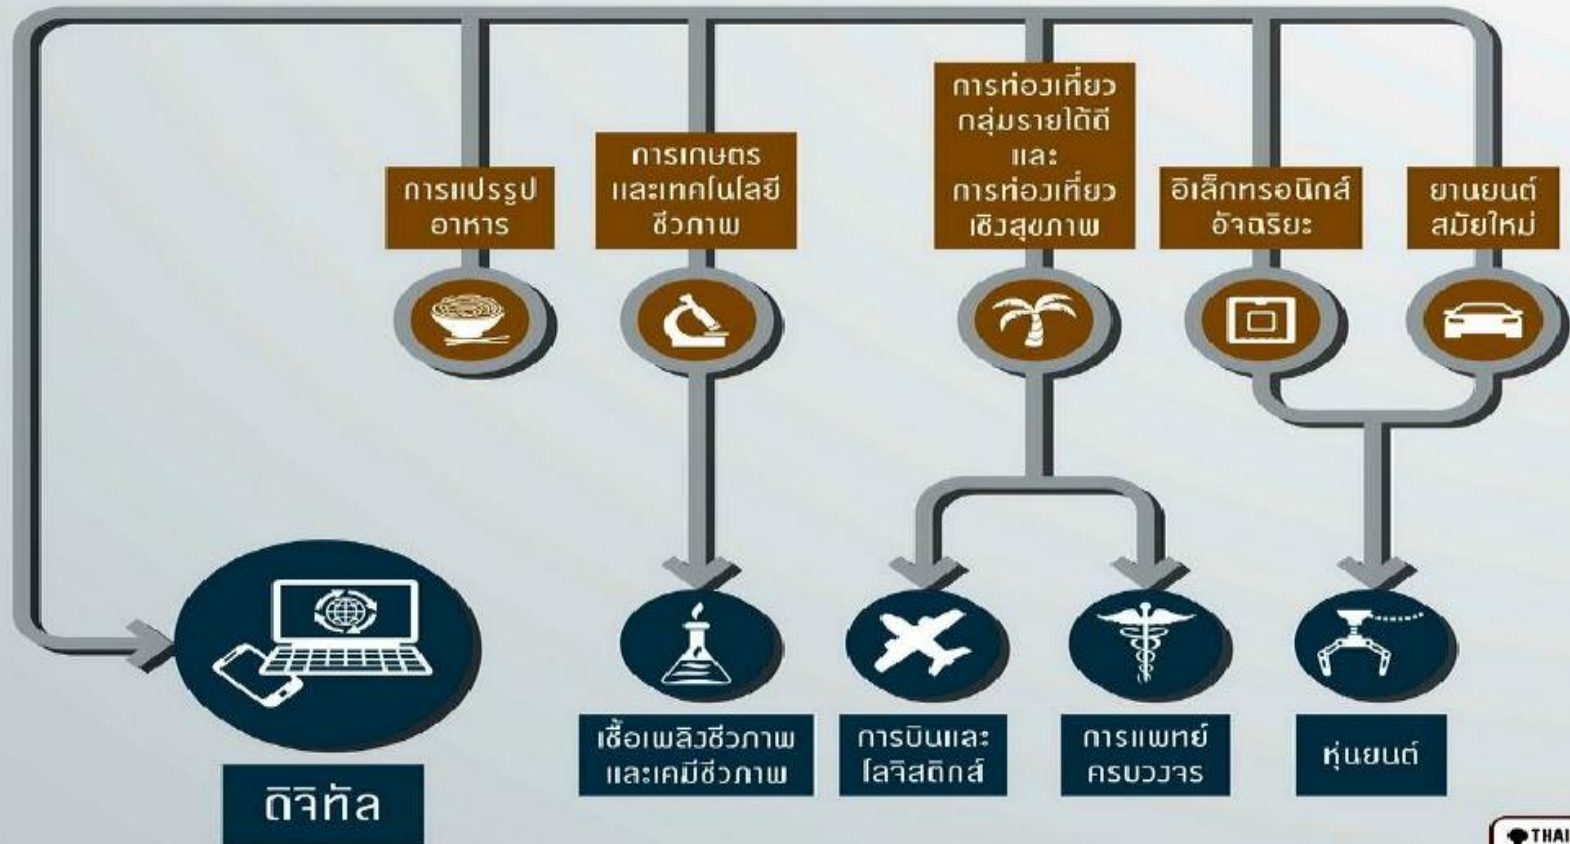 การแปรรูป
อาหาร
การเกษตร
และเทคโนโลยี
ชีวภาพ
การท่องเที่ยว
กลุ่มรายได้ดี
และ
การท่องเที่ยว
เชิงสุขภาพ
อิเล็กทรอนิกส์
อัจฉริยะ
ยานยนต์
สมัยใหม่
ดิจิทัล
เชื้อเพลิงชีวภาพ
และเคมีชีวภาพ
การบินและ
โลจิสติกส์
การแพทย์
ครบวงจร
หุ่นยนต์
THAI